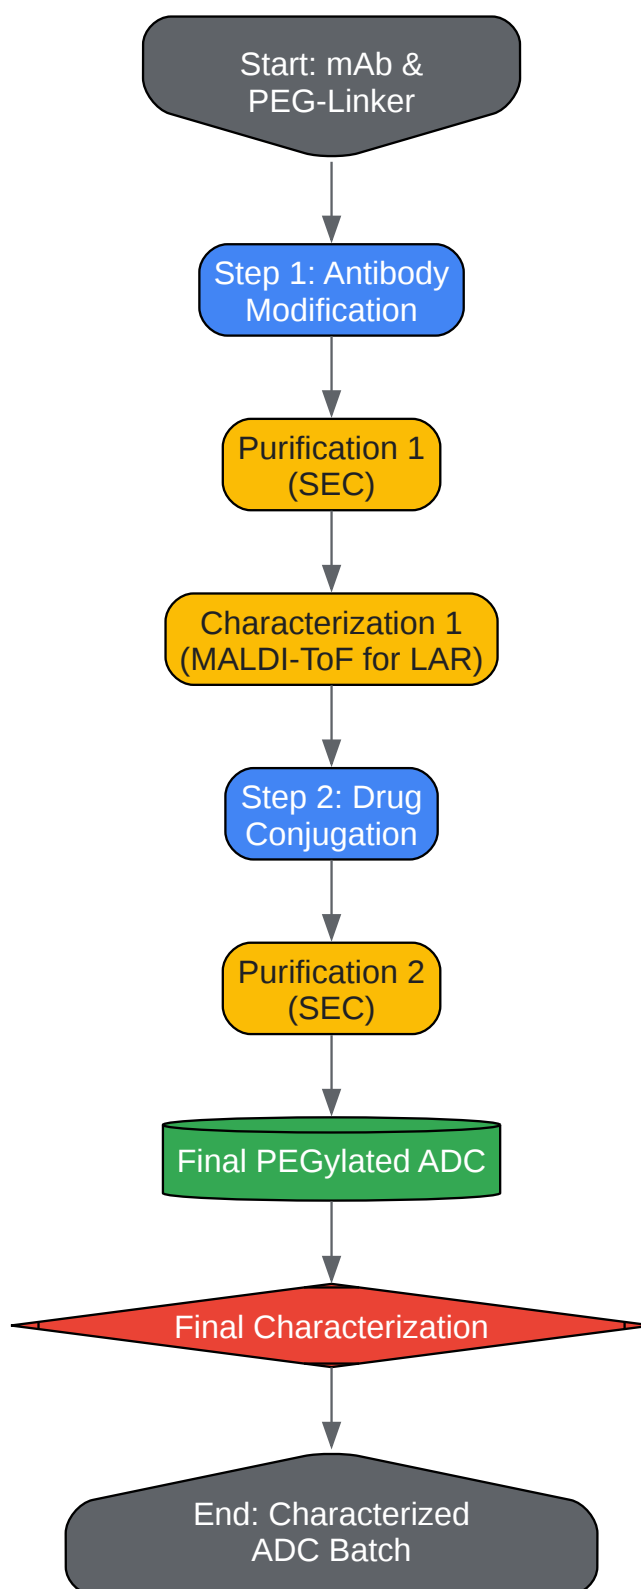 Start: mAb &
PEG-Linker
Step 1: Antibody
Modification
Purification 1
(SEC)
Characterization 1
(MALDI-ToF for LAR)
Step 2: Drug
Conjugation
Purification 2
(SEC)
Final PEGylated ADC
Final Characterization
End: Characterized
ADC Batch